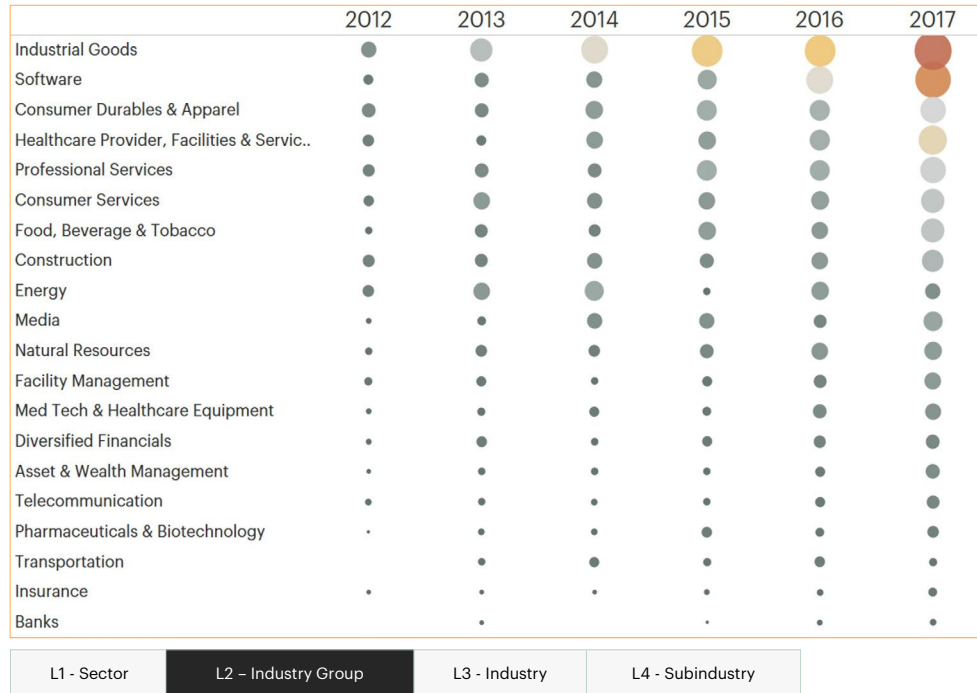 2012 2013 2014 2015 2016 2017
Industrial Goods
Software
Consumer Durables & Apparel
Healthcare Provider, Facilities & Servic..
Professional Services
Consumer Services
Food, Beverage & Tobacco
Construction
Energy
Media
Natural Resources
Facility Management
Med Tech & Healthcare Equipment
Diversified Financials
Asset & Wealth Management
Telecommunication
Pharmaceuticals & Biotechnology
Transportation
Insurance
Banks
L1 - Sector L2 – Industry Group L3 - Industry L4 - Subindustry